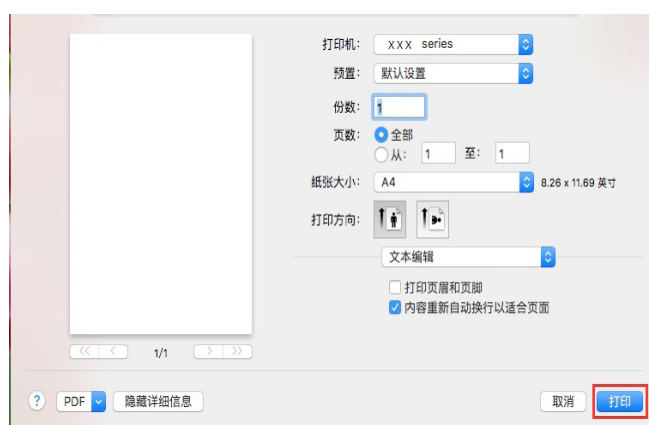 打印机: xxx series
预置: 默认设置
份数: 1
页数: 全部
从: 1 至: 1
纸张大小: A4 8.26 x 11.69 英寸
打印方向:
文本编辑
打印页眉和页脚
内容重新自动换行以适合页面
1/1
? PDF 隐藏详细信息 取消 打印